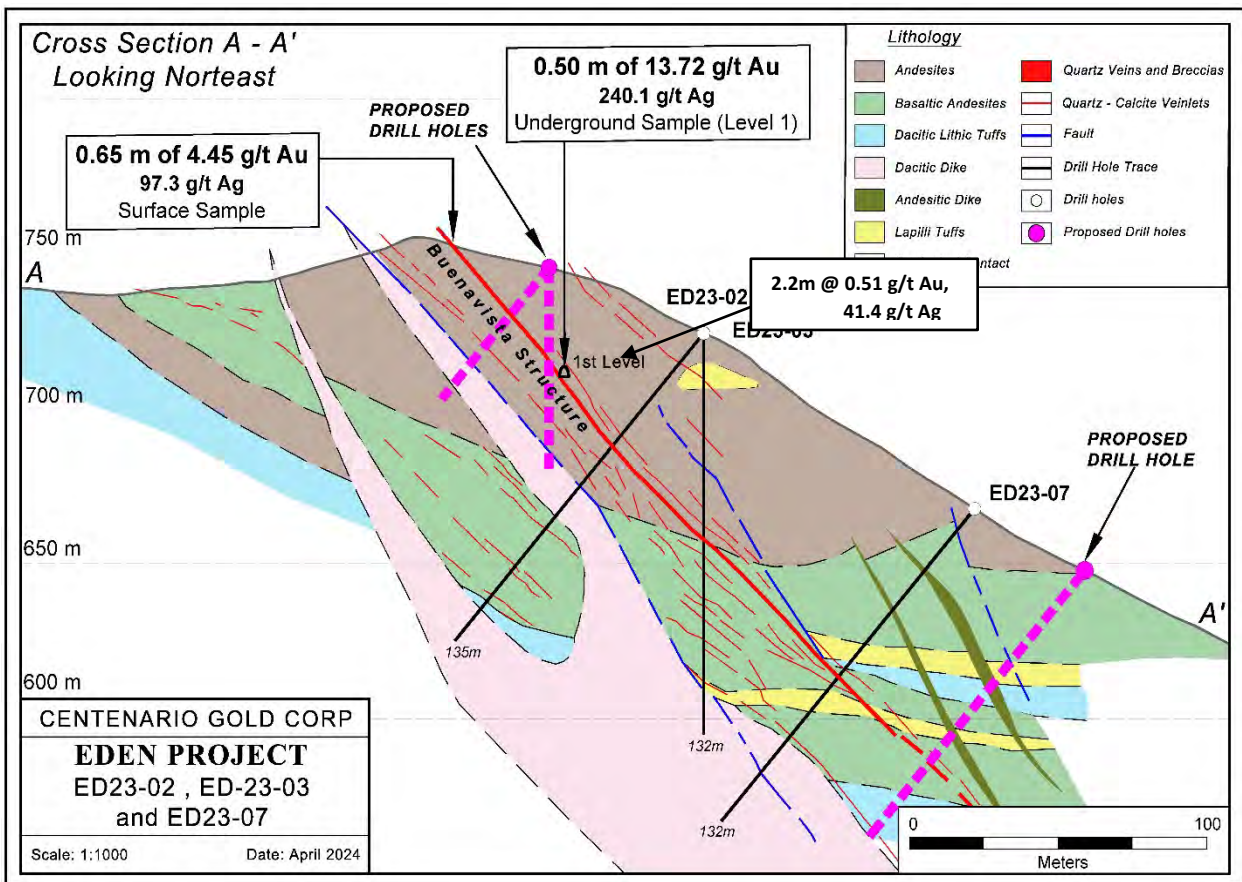 Cross Section A - A'
Looking Norteast
PROPOSED
DRILL HOLES
0.50 m of 13.72 g/t Au
240.1 g/t Ag
Underground Sample (Level 1)
0.65 m of 4.45 g/t Au
97.3 g/t Ag
Surface Sample
Lithology
Andesites
Basaltic Andesites
Dacitic Lithic Tuffs
Dacitic Dike
Andesitic Dike
Lapilli Tuffs
Quartz Veins and Breccias
Quartz - Calcite Veinlets
Fault
Drill Hole Trace
Drill holes
Proposed Drill holes
750 m
A
Buenavista Structure
1st Level
2.2m @ 0.51 g/t Au,
41.4 g/t Ag
ED23-02
700 m
PROPOSED
DRILL HOLE
ED23-07
650 m
A'
135m
600 m
132m
132m
CENTENARIO GOLD CORP
EDEN PROJECT
ED23-02 , ED-23-03
and ED23-07
Scale: 1:1000
Date: April 2024
0
100
Meters